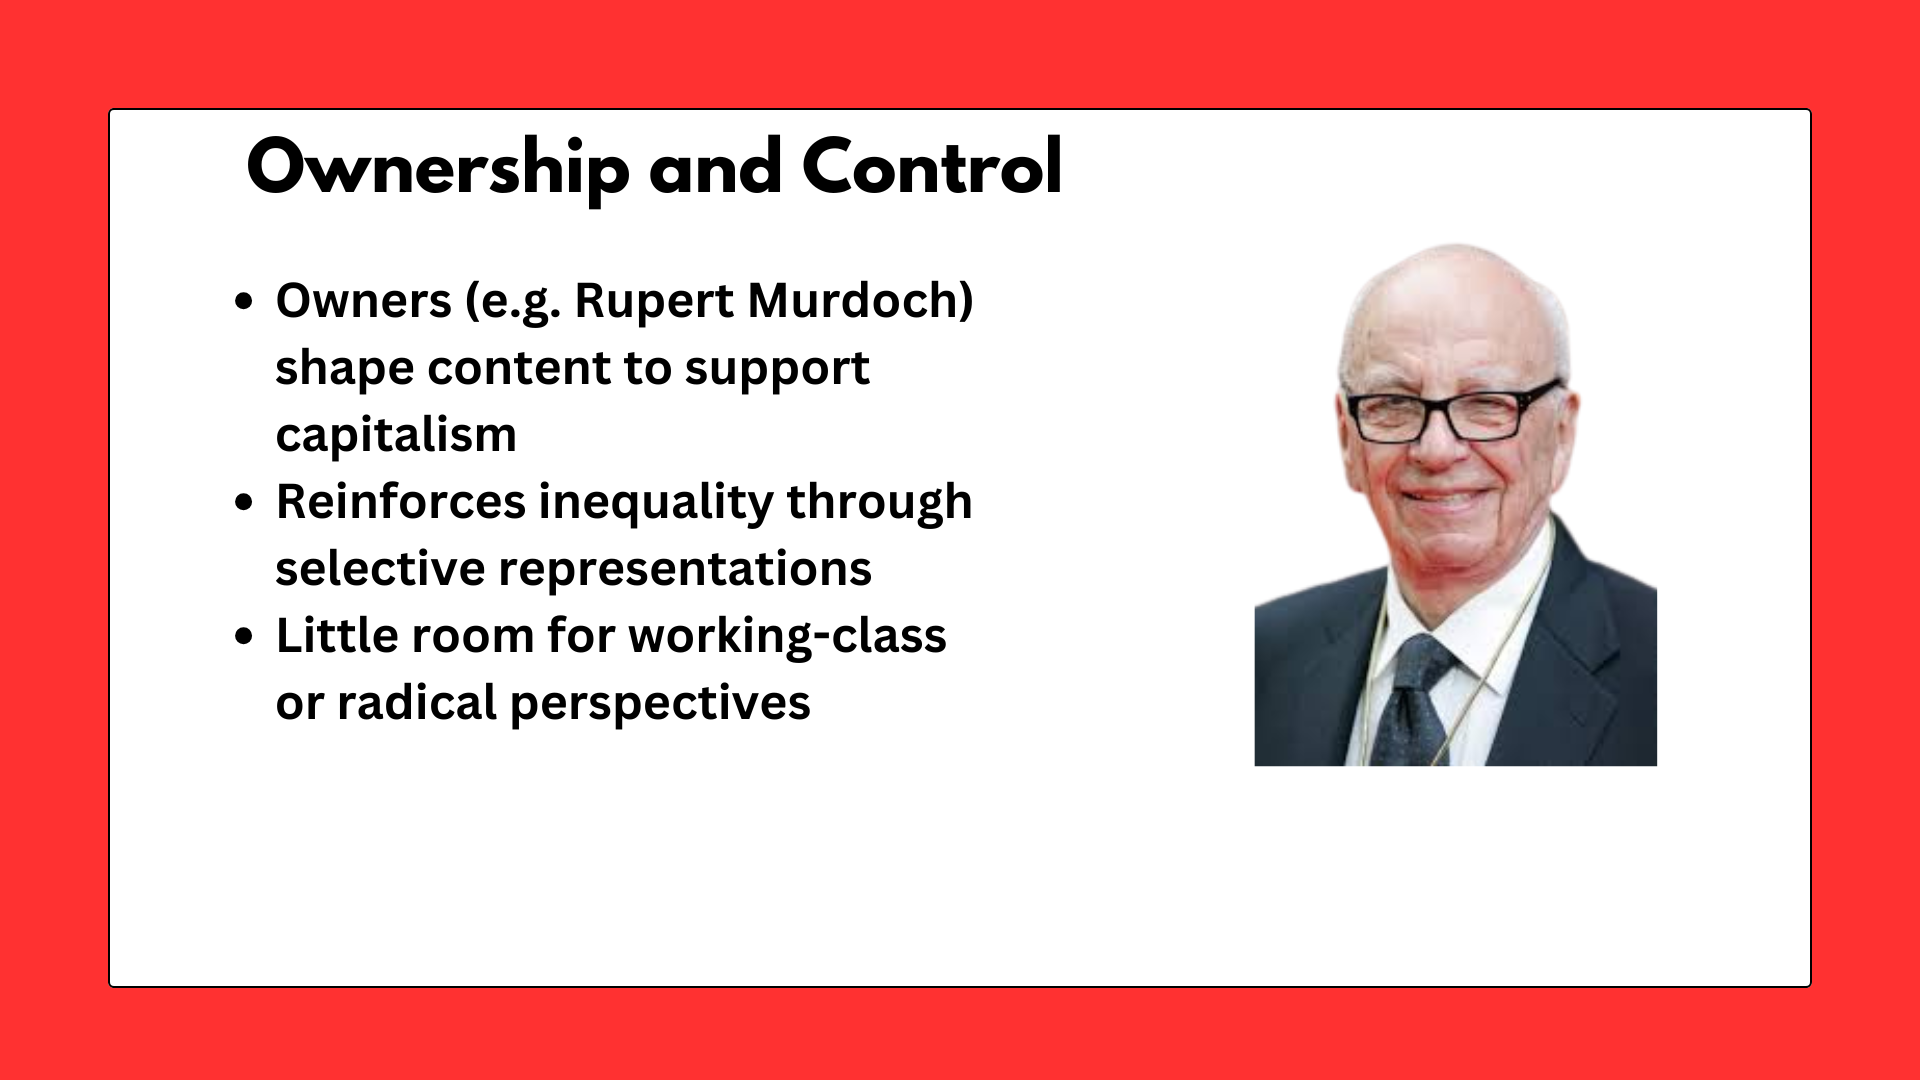 Ownership and Control
• Owners (e.g. Rupert Murdoch)
shape content to support
capitalism
• Reinforces inequality through
selective representations
• Little room for working-class
or radical perspectives